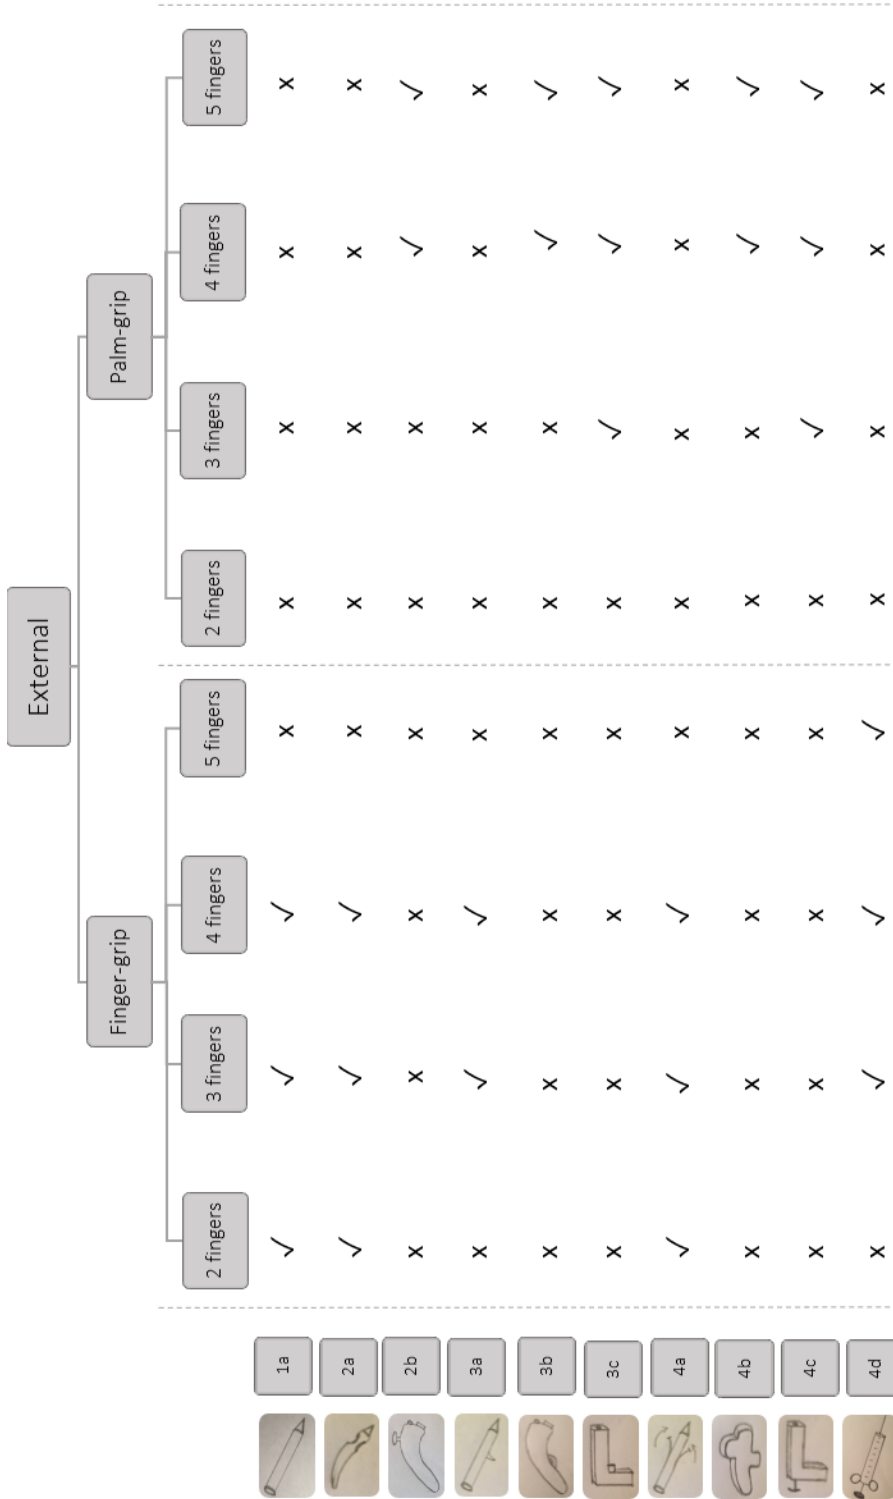 External
Finger-grip Palm-grip
2 fingers 3 fingers 4 fingers 5 fingers 2 fingers 3 fingers 4 fingers 5 fingers
1a ✓ ✓ ✓ x x x x x
2a ✓ ✓ ✓ x x x x x
2b x x x x x x ✓ ✓
3a x ✓ ✓ x x x x x
3b x x x x x x ✓ ✓
3c x x x x x ✓ ✓ ✓
4a ✓ ✓ ✓ x x x x x
4b x x x x x x ✓ ✓
4c x x x x x ✓ ✓ ✓
4d x ✓ ✓ ✓ x x x x